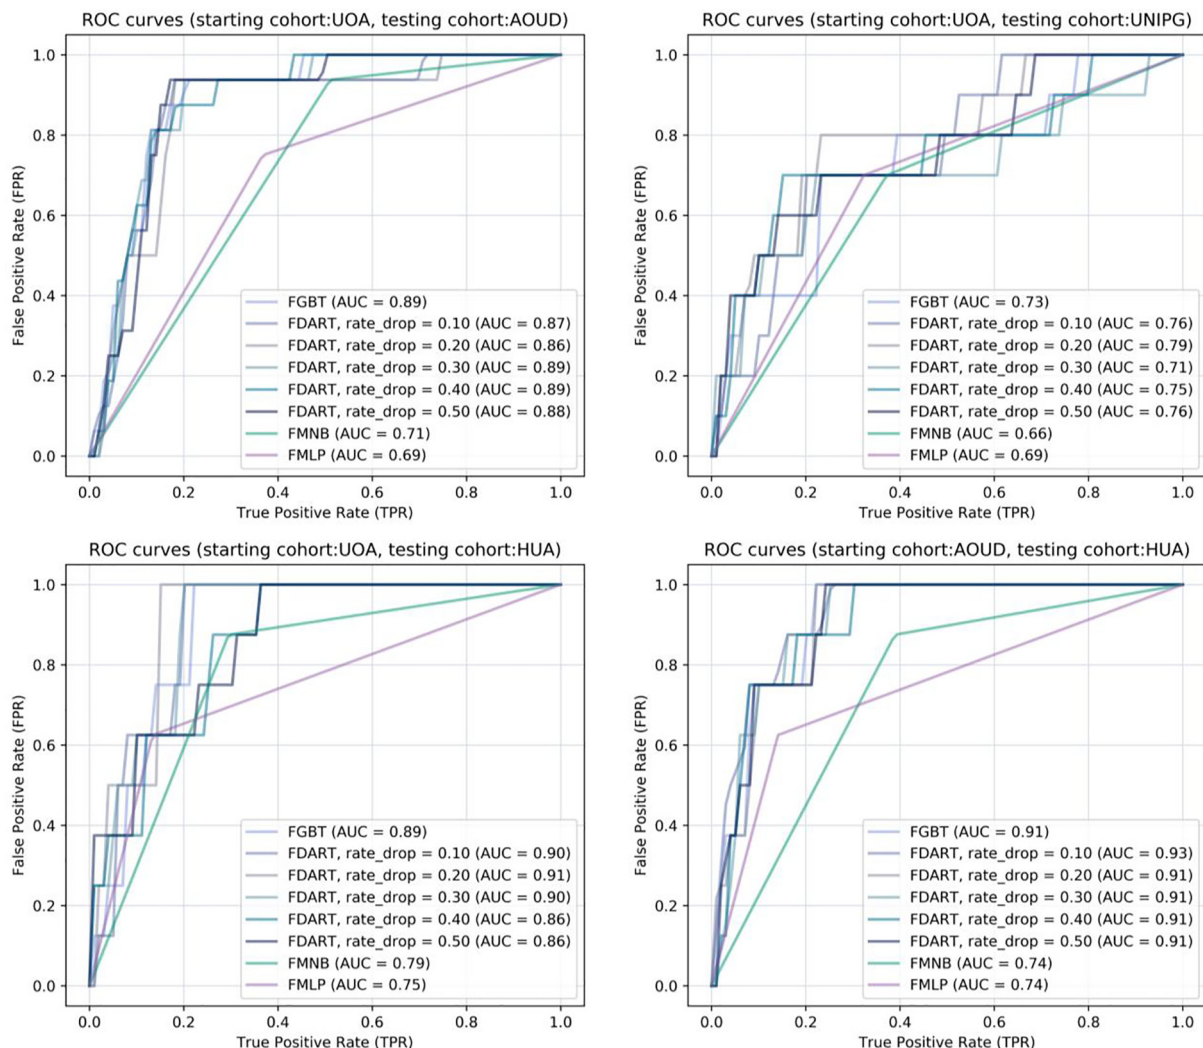 ROC curves (starting cohort:UOA, testing cohort:AOUD)
False Positive Rate (FPR)
1.0
0.8
0.6
0.4
0.2
0.0
FGBT (AUC = 0.89)
FDART, rate_drop = 0.10 (AUC = 0.87)
FDART, rate_drop = 0.20 (AUC = 0.86)
FDART, rate_drop = 0.30 (AUC = 0.89)
FDART, rate_drop = 0.40 (AUC = 0.89)
FDART, rate_drop = 0.50 (AUC = 0.88)
FMNB (AUC = 0.71)
FMLP (AUC = 0.69)
0.0 0.2 0.4 0.6 0.8 1.0
True Positive Rate (TPR)
ROC curves (starting cohort:UOA, testing cohort:UNIPG)
False Positive Rate (FPR)
1.0
0.8
0.6
0.4
0.2
0.0
FGBT (AUC = 0.73)
FDART, rate_drop = 0.10 (AUC = 0.76)
FDART, rate_drop = 0.20 (AUC = 0.79)
FDART, rate_drop = 0.30 (AUC = 0.71)
FDART, rate_drop = 0.40 (AUC = 0.75)
FDART, rate_drop = 0.50 (AUC = 0.76)
FMNB (AUC = 0.66)
FMLP (AUC = 0.69)
0.0 0.2 0.4 0.6 0.8 1.0
True Positive Rate (TPR)
ROC curves (starting cohort:UOA, testing cohort:HUA)
False Positive Rate (FPR)
1.0
0.8
0.6
0.4
0.2
0.0
FGBT (AUC = 0.89)
FDART, rate_drop = 0.10 (AUC = 0.90)
FDART, rate_drop = 0.20 (AUC = 0.91)
FDART, rate_drop = 0.30 (AUC = 0.90)
FDART, rate_drop = 0.40 (AUC = 0.86)
FDART, rate_drop = 0.50 (AUC = 0.86)
FMNB (AUC = 0.79)
FMLP (AUC = 0.75)
0.0 0.2 0.4 0.6 0.8 1.0
True Positive Rate (TPR)
ROC curves (starting cohort:AOUD, testing cohort:HUA)
False Positive Rate (FPR)
1.0
0.8
0.6
0.4
0.2
0.0
FGBT (AUC = 0.91)
FDART, rate_drop = 0.10 (AUC = 0.93)
FDART, rate_drop = 0.20 (AUC = 0.91)
FDART, rate_drop = 0.30 (AUC = 0.91)
FDART, rate_drop = 0.40 (AUC = 0.91)
FDART, rate_drop = 0.50 (AUC = 0.91)
FMNB (AUC = 0.74)
FMLP (AUC = 0.74)
0.0 0.2 0.4 0.6 0.8 1.0
True Positive Rate (TPR)